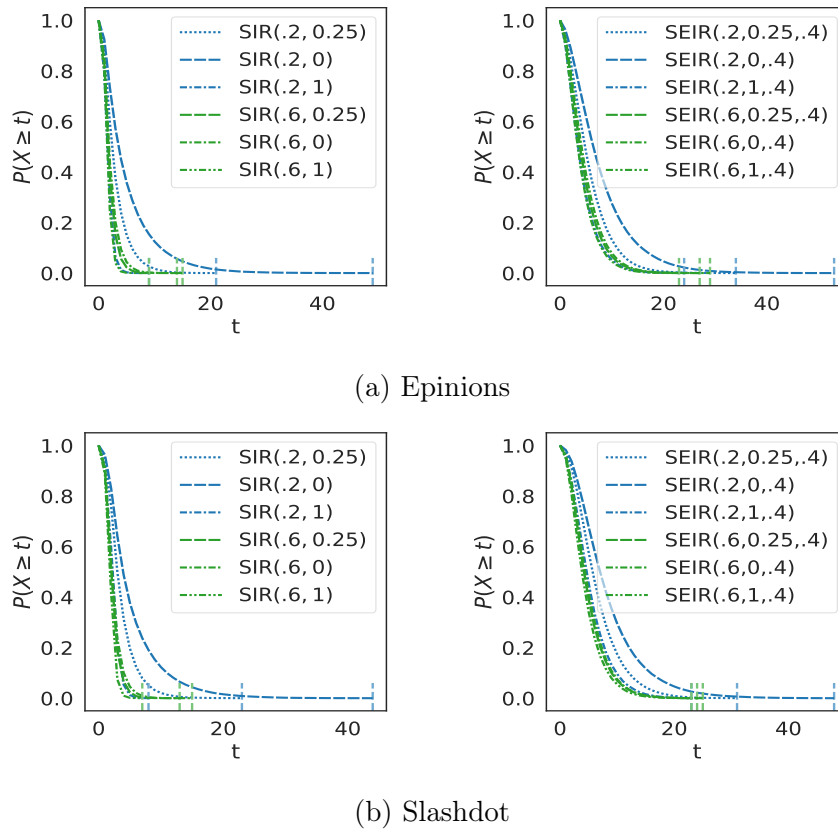 1.0
0.8
0.6
0.4
0.2
0.0
P(X ≥ t)
SIR(.2, 0.25)
SIR(.2, 0)
SIR(.2, 1)
SIR(.6, 0.25)
SIR(.6, 0)
SIR(.6, 1)
0 20 40
t
1.0
0.8
0.6
0.4
0.2
0.0
P(X ≥ t)
SEIR(.2,0.25,.4)
SEIR(.2,0,.4)
SEIR(.2,1,.4)
SEIR(.6,0.25,.4)
SEIR(.6,0,.4)
SEIR(.6,1,.4)
0 20 40
t
(a) Epinions
1.0
0.8
0.6
0.4
0.2
0.0
P(X ≥ t)
SIR(.2, 0.25)
SIR(.2, 0)
SIR(.2, 1)
SIR(.6, 0.25)
SIR(.6, 0)
SIR(.6, 1)
0 20 40
t
1.0
0.8
0.6
0.4
0.2
0.0
P(X ≥ t)
SEIR(.2,0.25,.4)
SEIR(.2,0,.4)
SEIR(.2,1,.4)
SEIR(.6,0.25,.4)
SEIR(.6,0,.4)
SEIR(.6,1,.4)
0 20 40
t
(b) Slashdot